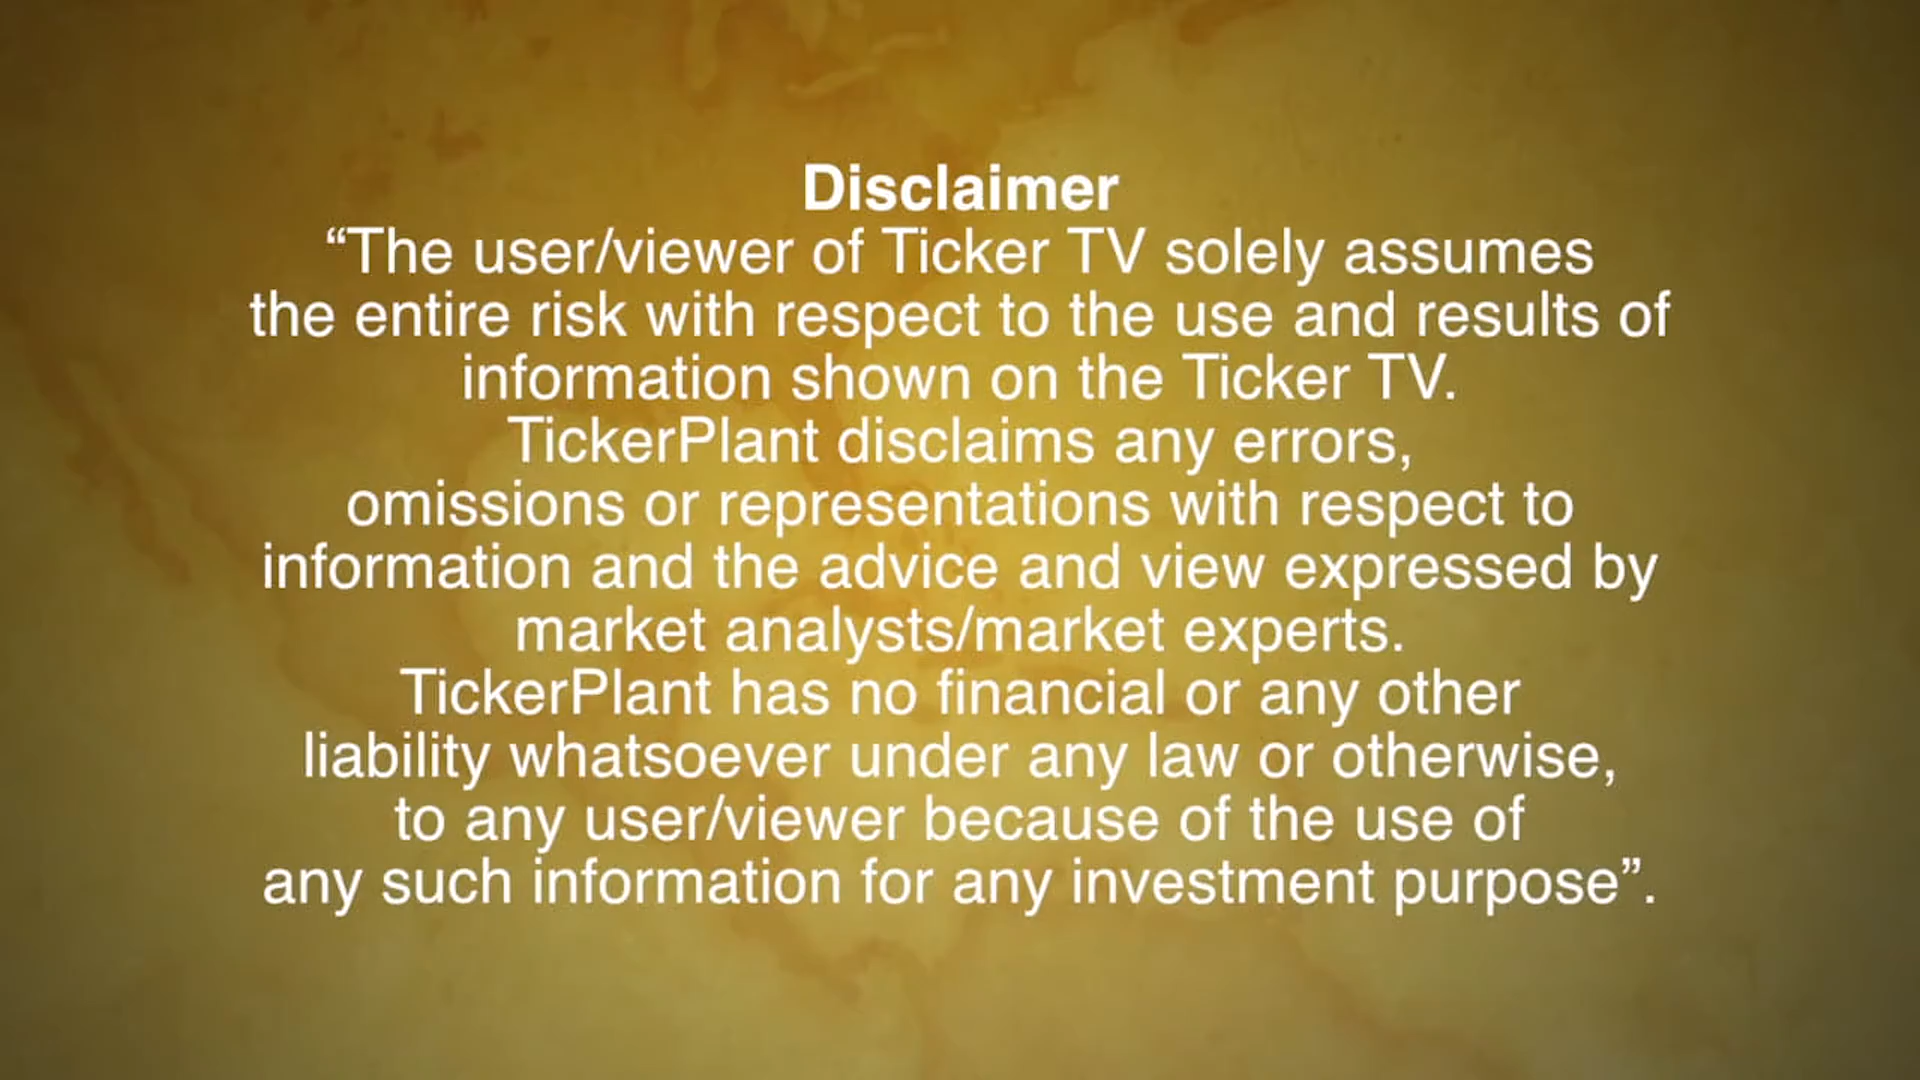 Disclaimer
“The user/viewer of Ticker TV solely assumes
the entire risk with respect to the use and results of
information shown on the Ticker TV.
TickerPlant disclaims any errors,
omissions or representations with respect to
information and the advice and view expressed by
market analysts/market experts.
TickerPlant has no financial or any other
liability whatsoever under any law or otherwise,
to any user/viewer because of the use of
any such information for any investment purpose”.